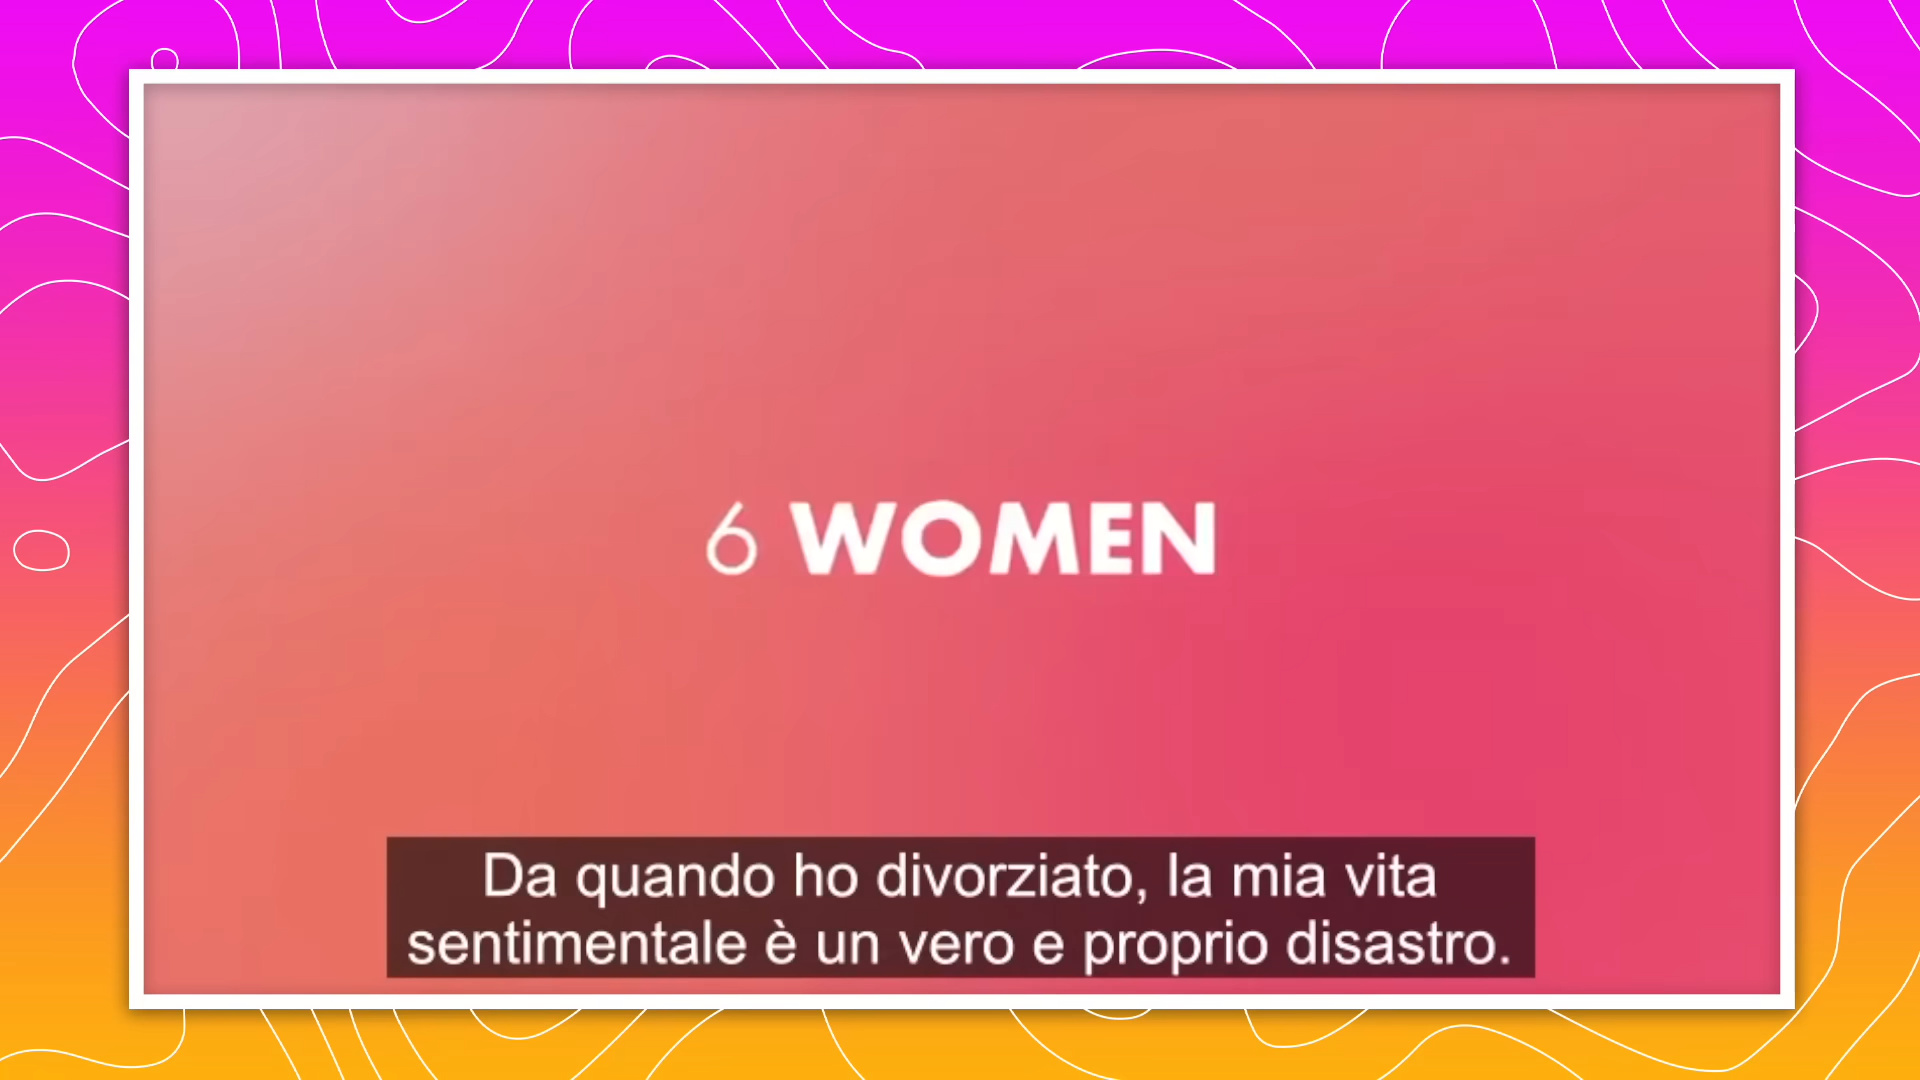 6 WOMEN
Da quando ho divorziato, la mia vita
sentimentale è un vero e proprio disastro.